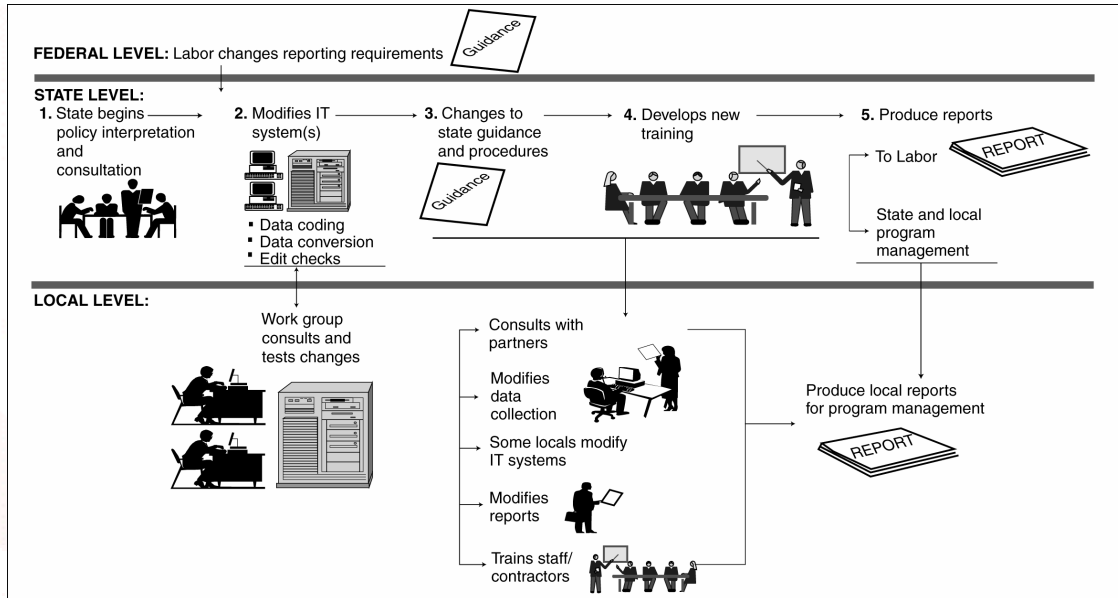 FEDERAL LEVEL: Labor changes reporting requirements
Guidance
STATE LEVEL:
1. State begins
policy interpretation
and
consultation
2. Modifies IT
system(s)
▪ Data coding
▪ Data conversion
▪ Edit checks
3. Changes to
state guidance
and procedures
Guidance
4. Develops new
training
5. Produce reports
To Labor
REPORT
State and local
program
management
LOCAL LEVEL:
Work group
consults and
tests changes
Consults with
partners
Modifies
data
collection
Some locals modify
IT systems
Modifies
reports
Trains staff/
contractors
Produce local reports
for program management
REPORT